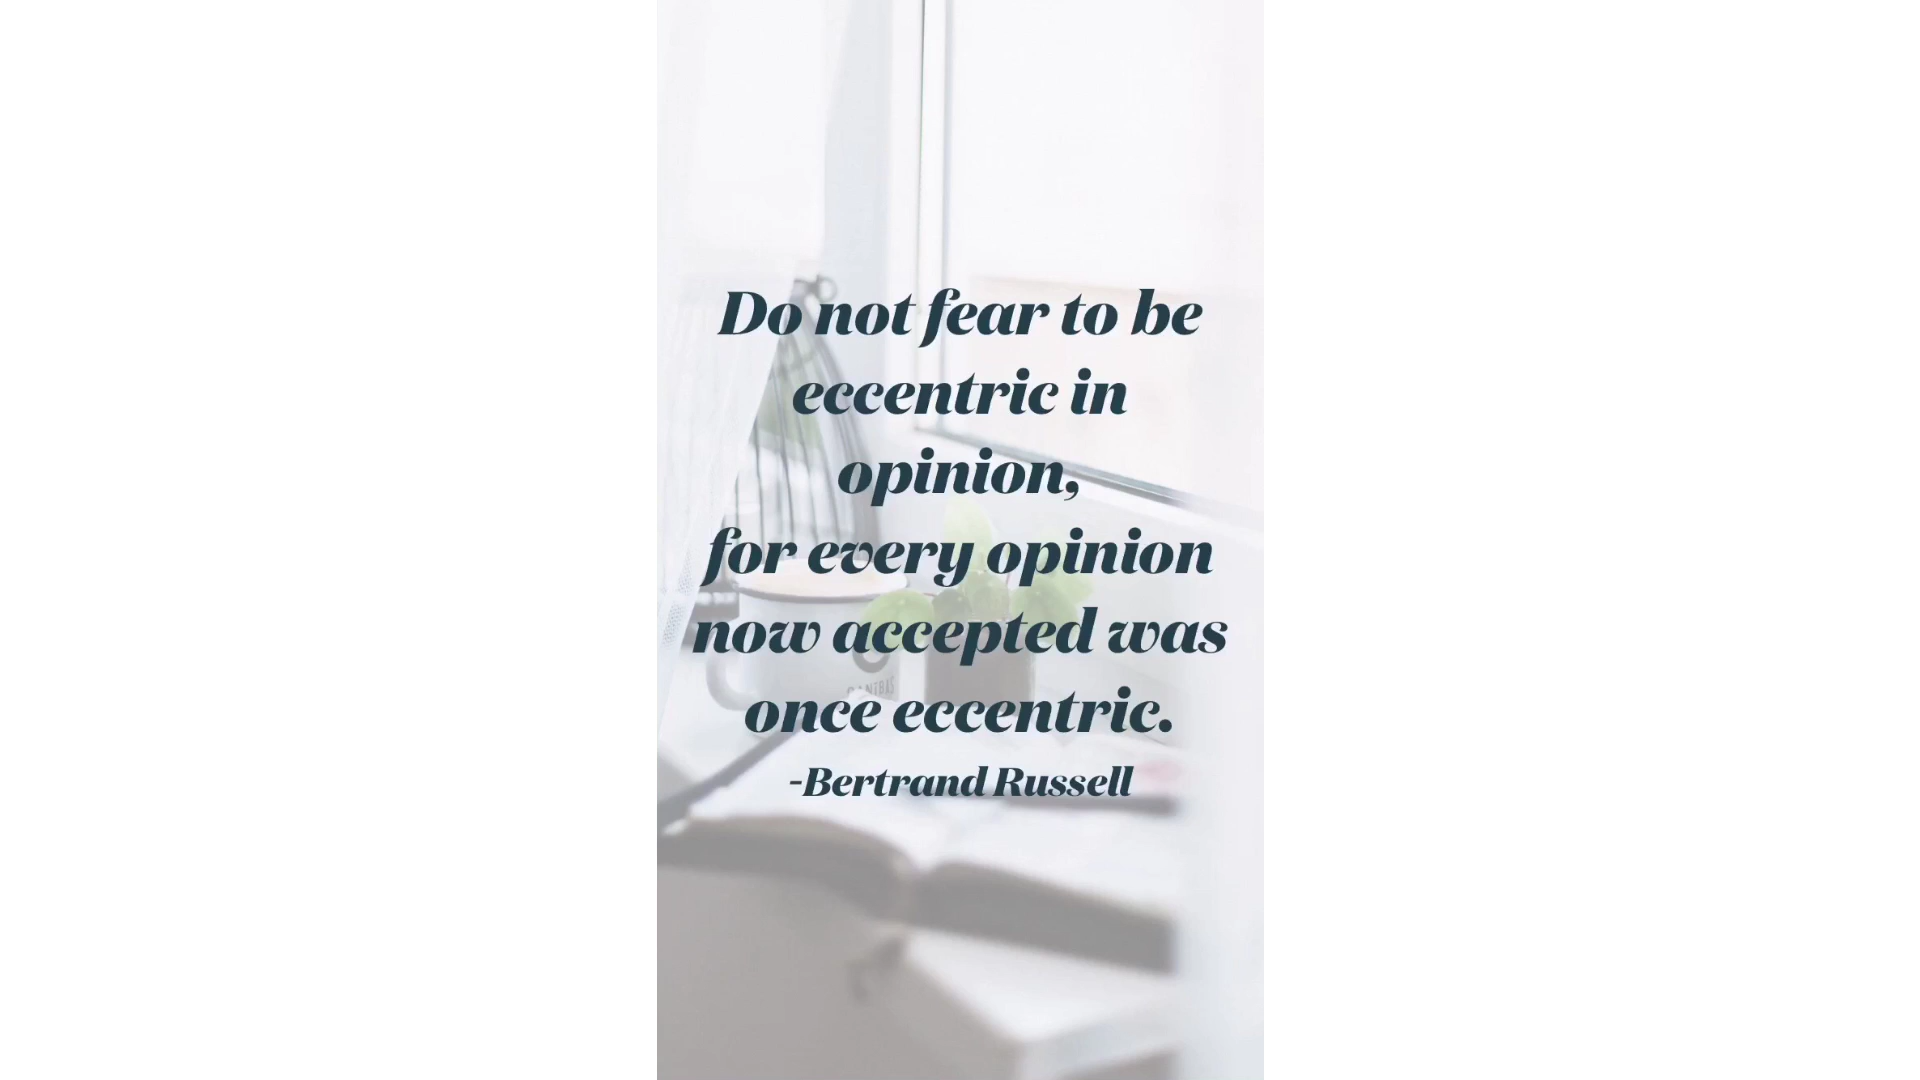 Do not fear to be
eccentric in
opinion,
for every opinion
now accepted was
once eccentric.
-Bertrand Russell